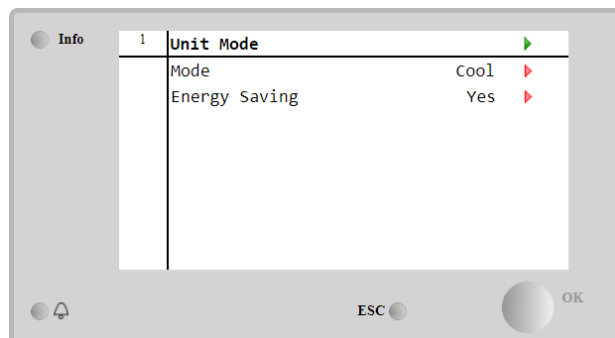 Info
1 Unit Mode
Mode Cool
Energy Saving Yes
ESC
OK